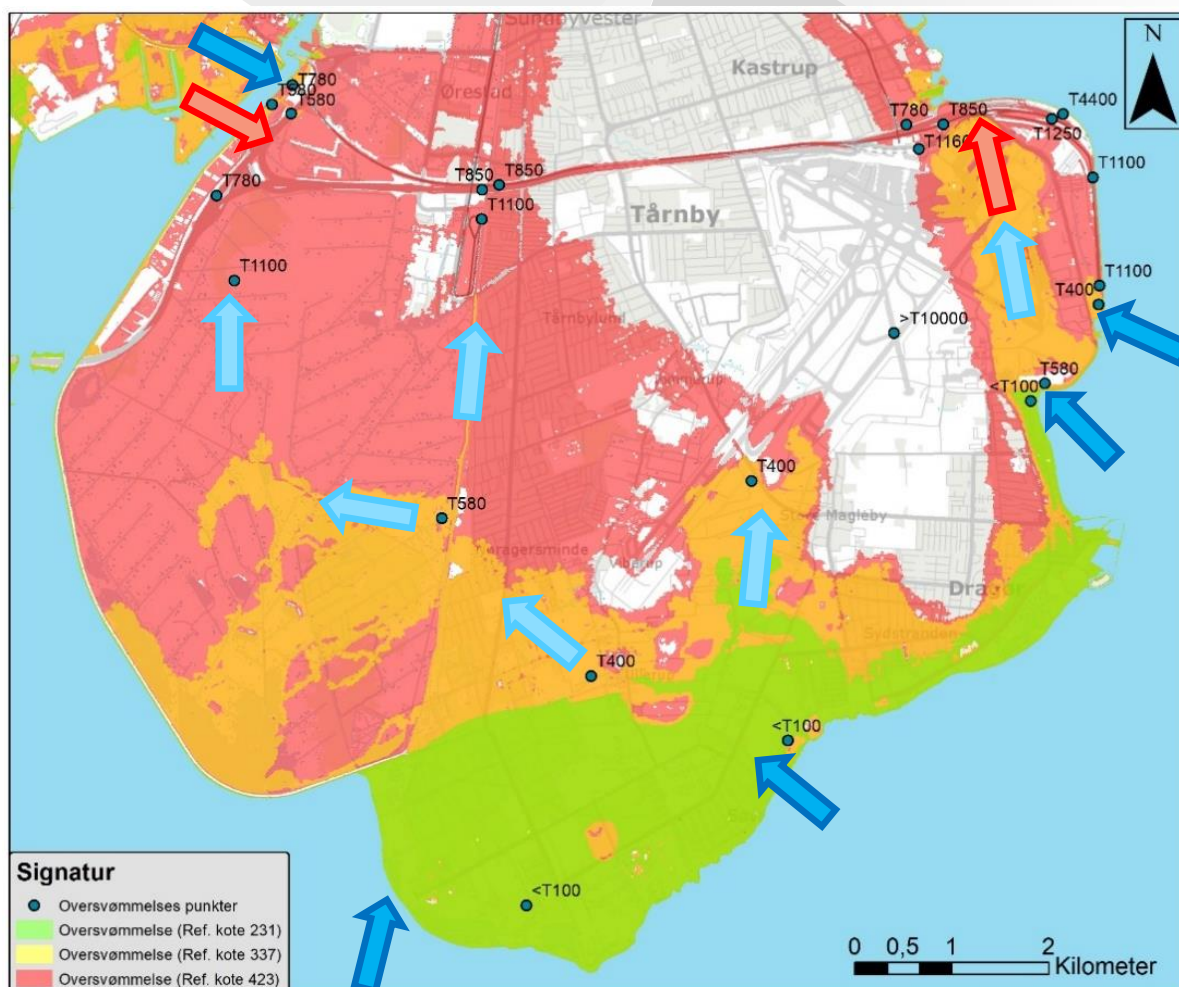 Sundbyvester
N
Kastrup
T780
T980
T580
Ørestad
T780
T850
T4400
T1250
T1160
T1100
T850
T850
T780
T1100
Tårnby
T1100
T1100
T400
Tårnbylund
>T10000
T580
<T100
T400
T580
Store Magleby
Viberup
Dragør
Sydstranden
T400
Ullerup
<T100
<T100
Signatur
Oversvømmelses punkter
Oversvømmelse (Ref. kote 231)
Oversvømmelse (Ref. kote 337)
Oversvømmelse (Ref. kote 423)
0 0,5 1 2
Kilometer